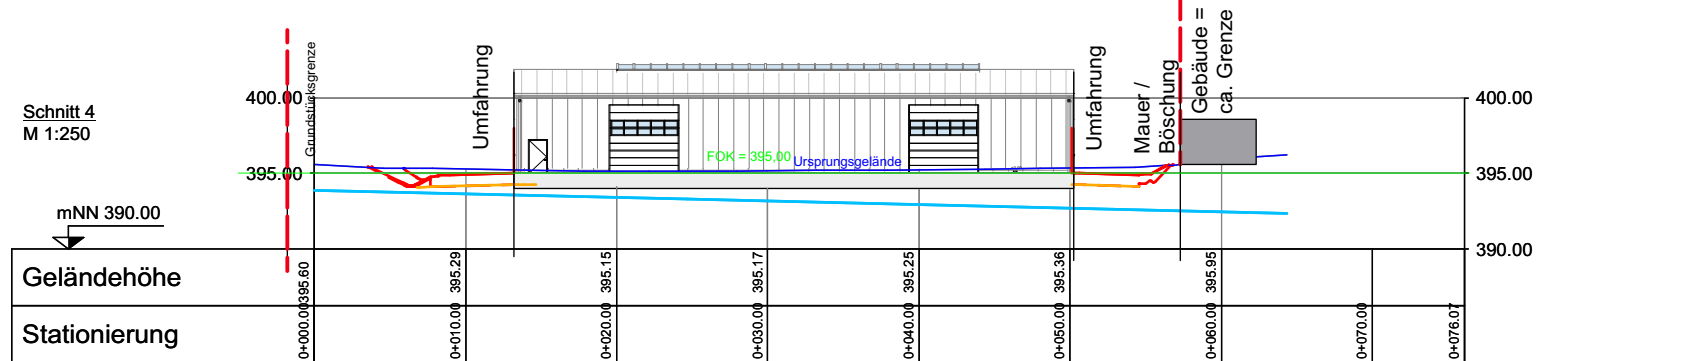 Schnitt 4
M 1:250
400.00
395.00
mNN 390.00
Grundstücksgrenze
Umfahrung
FOK = 395,00
Ursprungsgelände
Umfahrung
Mauer /
Böschung
Gebäude =
ca. Grenze
400.00
395.00
390.00
Geländehöhe
395.60
395.29
395.15
395.17
395.25
395.36
395.95
Stationierung
0+000.00
0+010.00
0+020.00
0+030.00
0+040.00
0+050.00
0+060.00
0+070.00
0+076.07